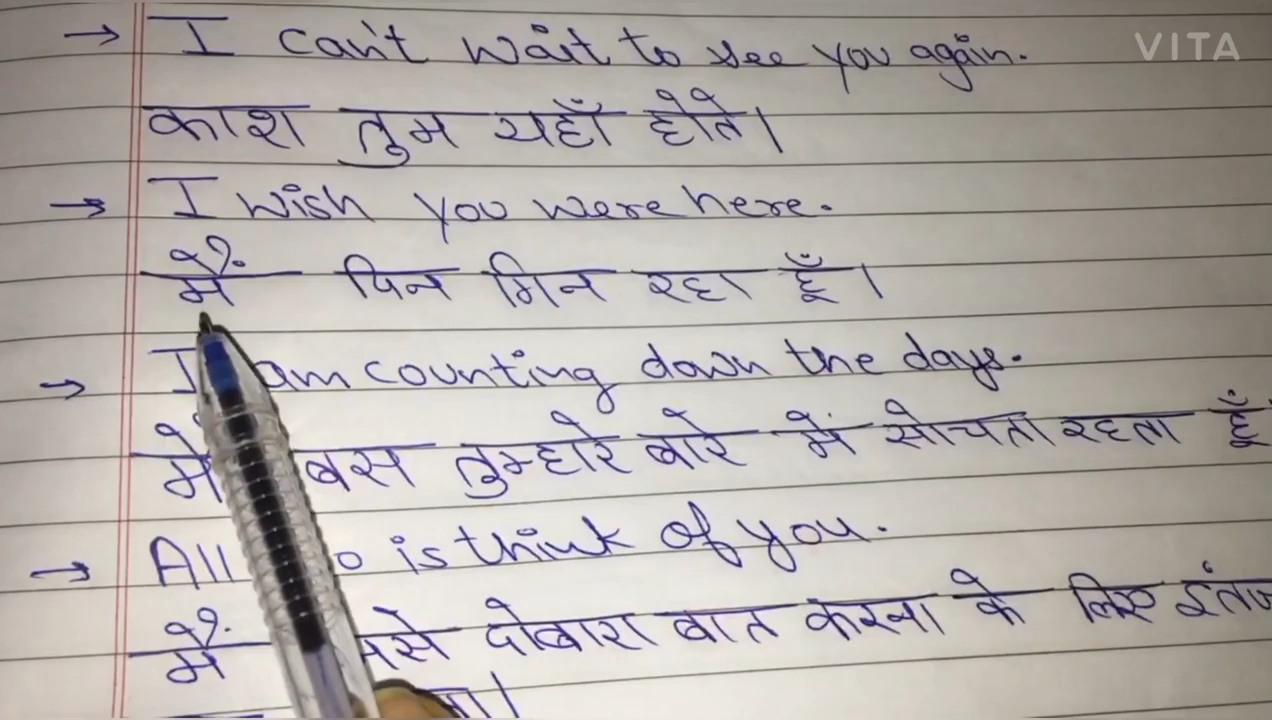 → I can't wait to see you again. VITA
काश तुम यहाँ होते।
→ I wish you were here.
मैं दिन गिन रहा हूँ।
→ I am counting down the days.
मैं बस तुम्हारे बारे में सोचता रहता हूँ
→ All is think of you.
मैं दोबारा बात करना के लिए